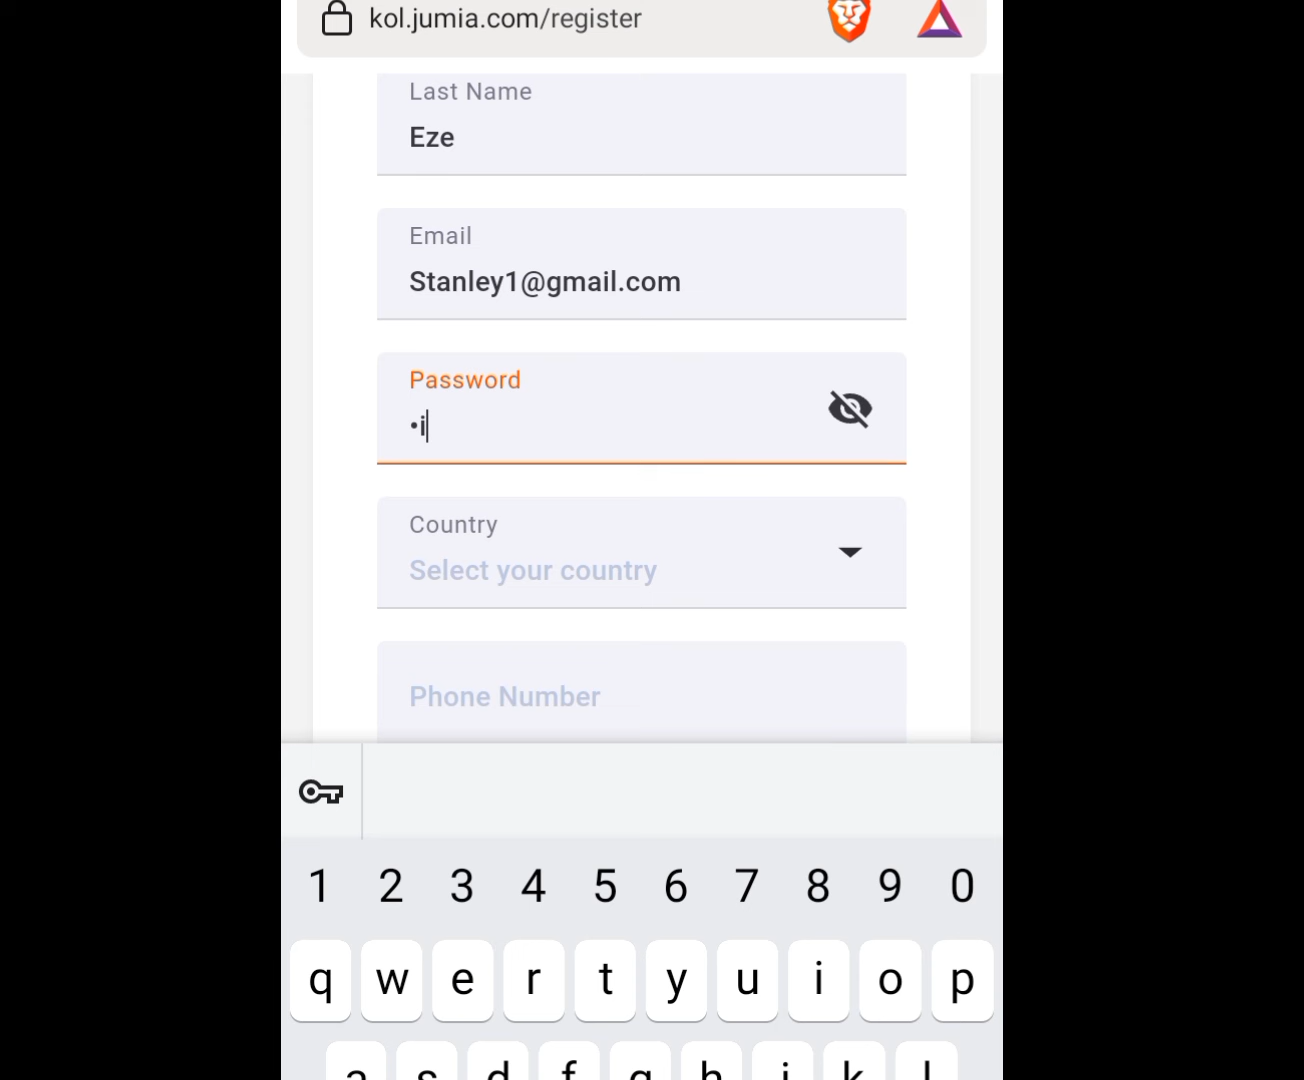 kol.jumia.com/register
Last Name
Eze
Email
Stanley1@gmail.com
Password
•i
Country
Select your country
Phone Number
1 2 3 4 5 6 7 8 9 0
q w e r t y u i o p
a s d f g h j k l